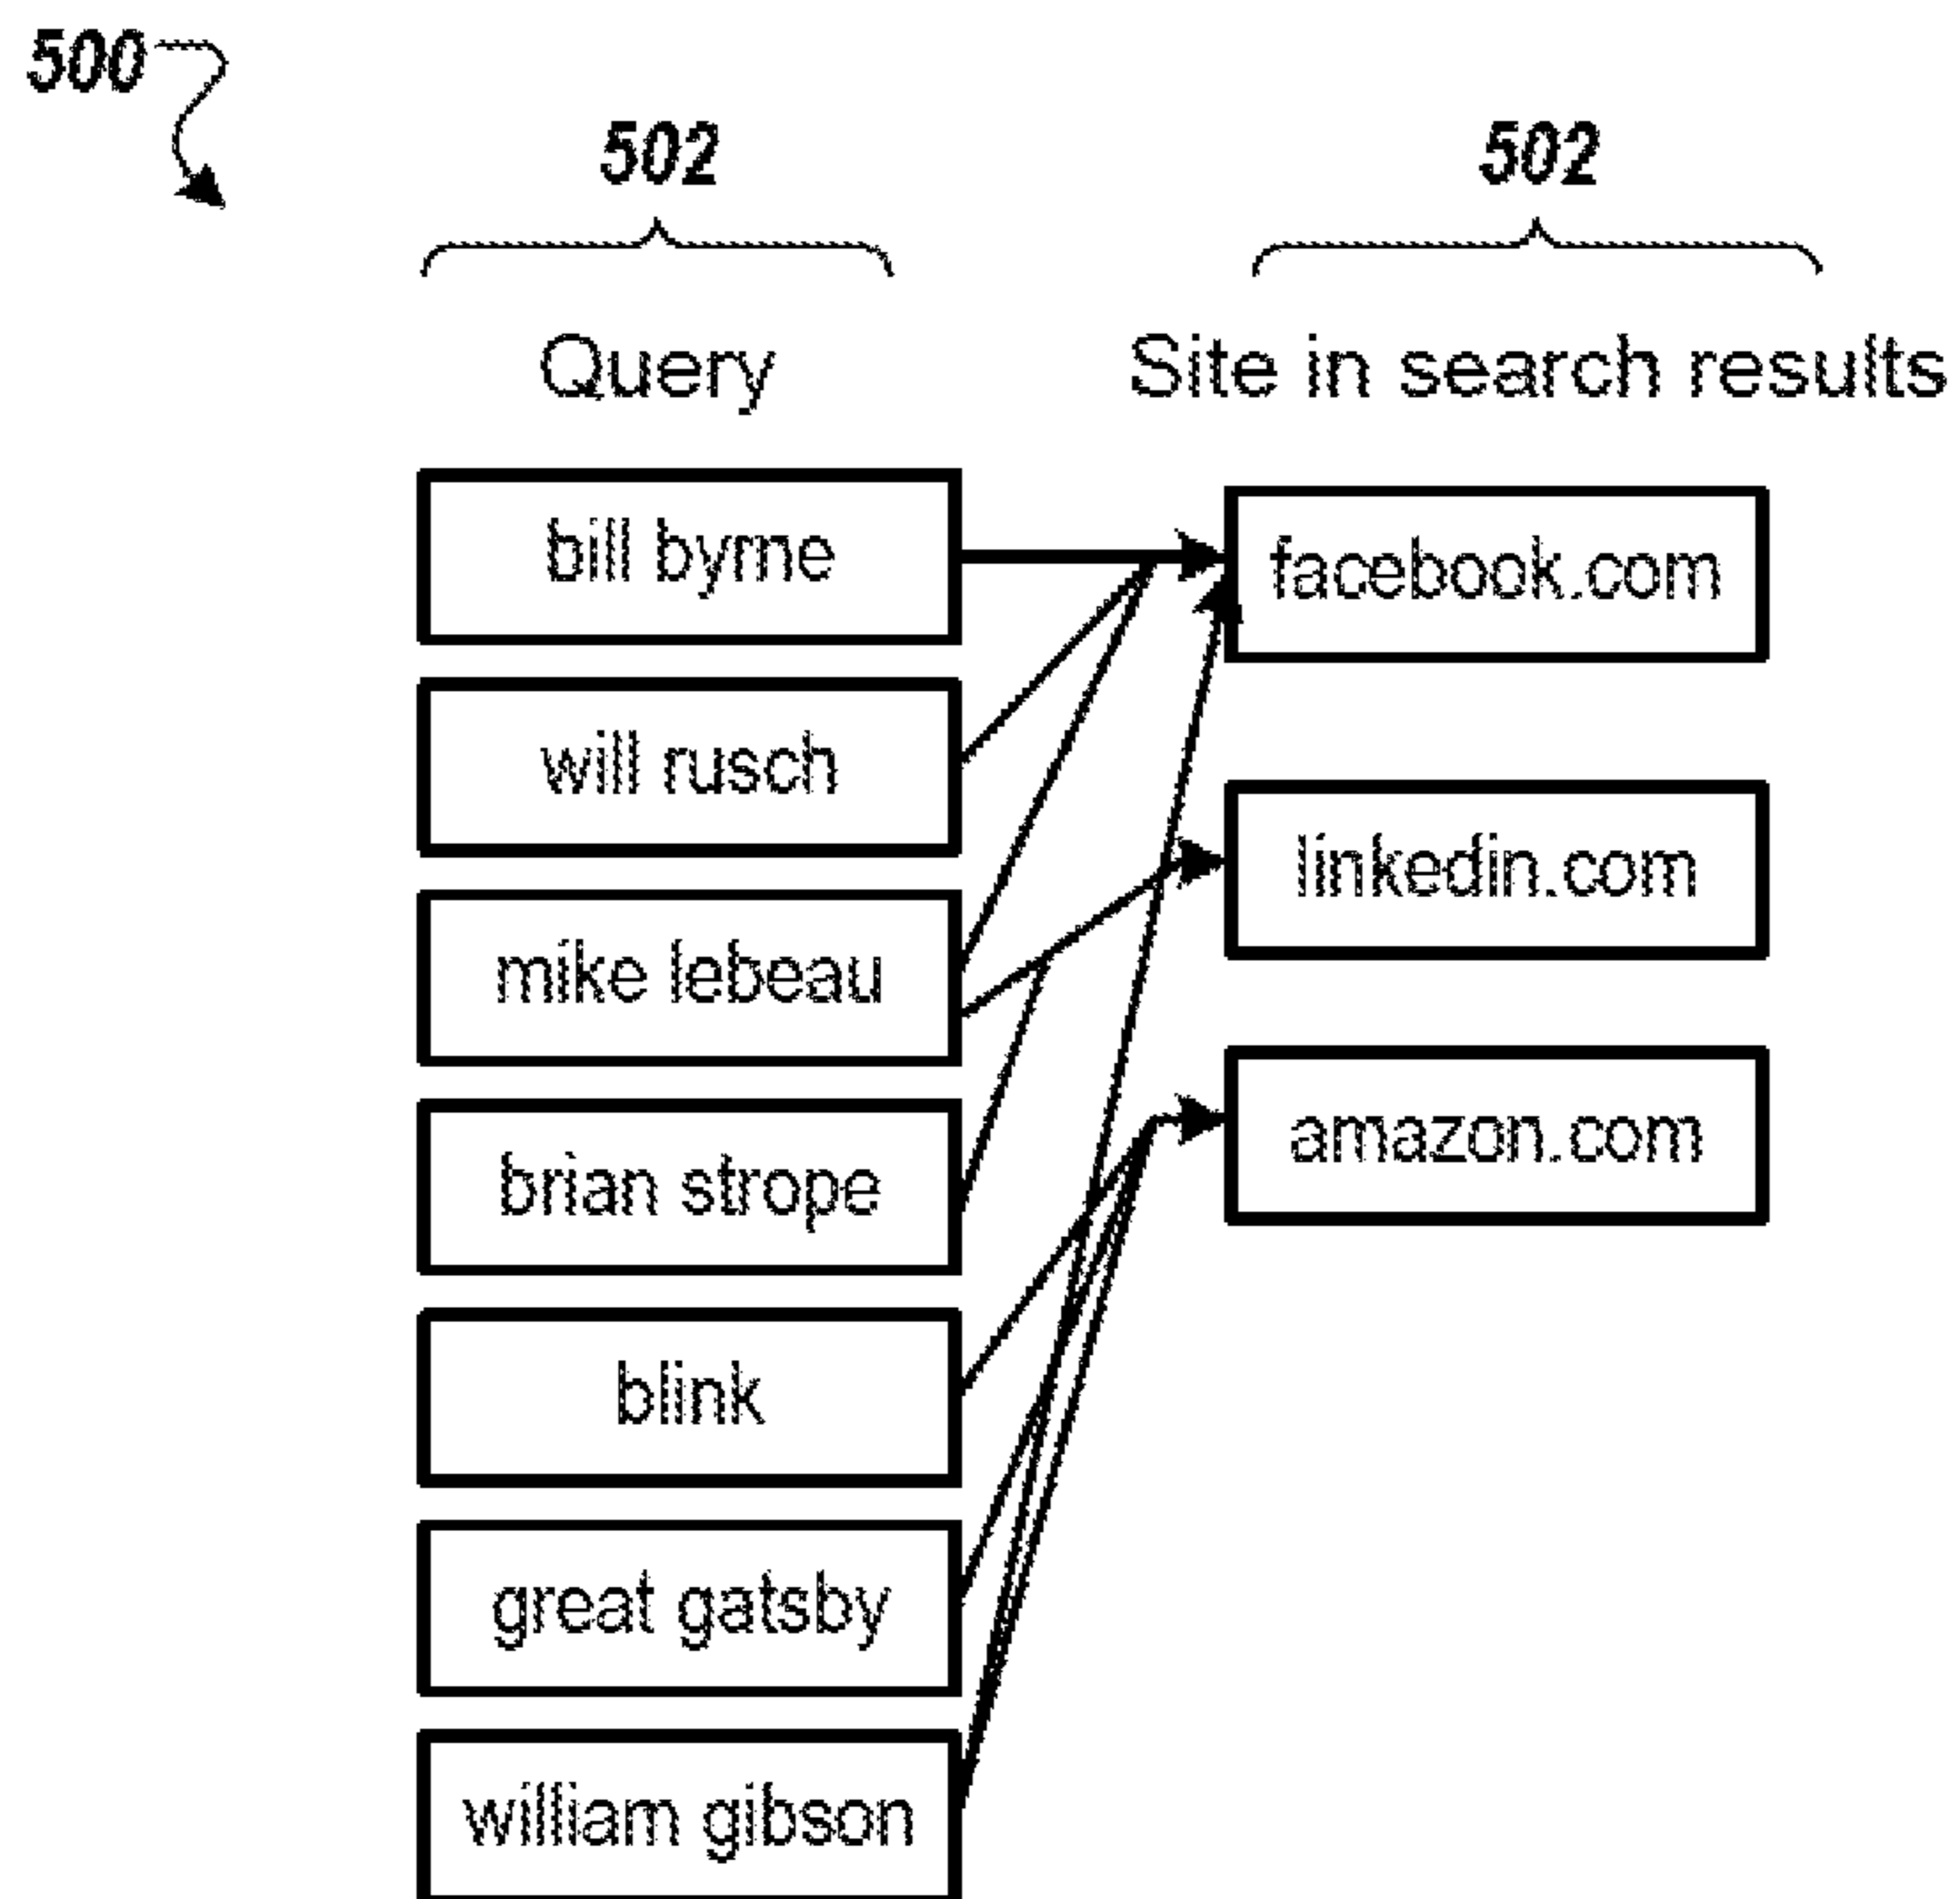 500
502 502
Query Site in search results
bill byrne
facebook.com
will rusch
linkedin.com
mike lebeau
amazon.com
brian strope
blink
great gatsby
william gibson